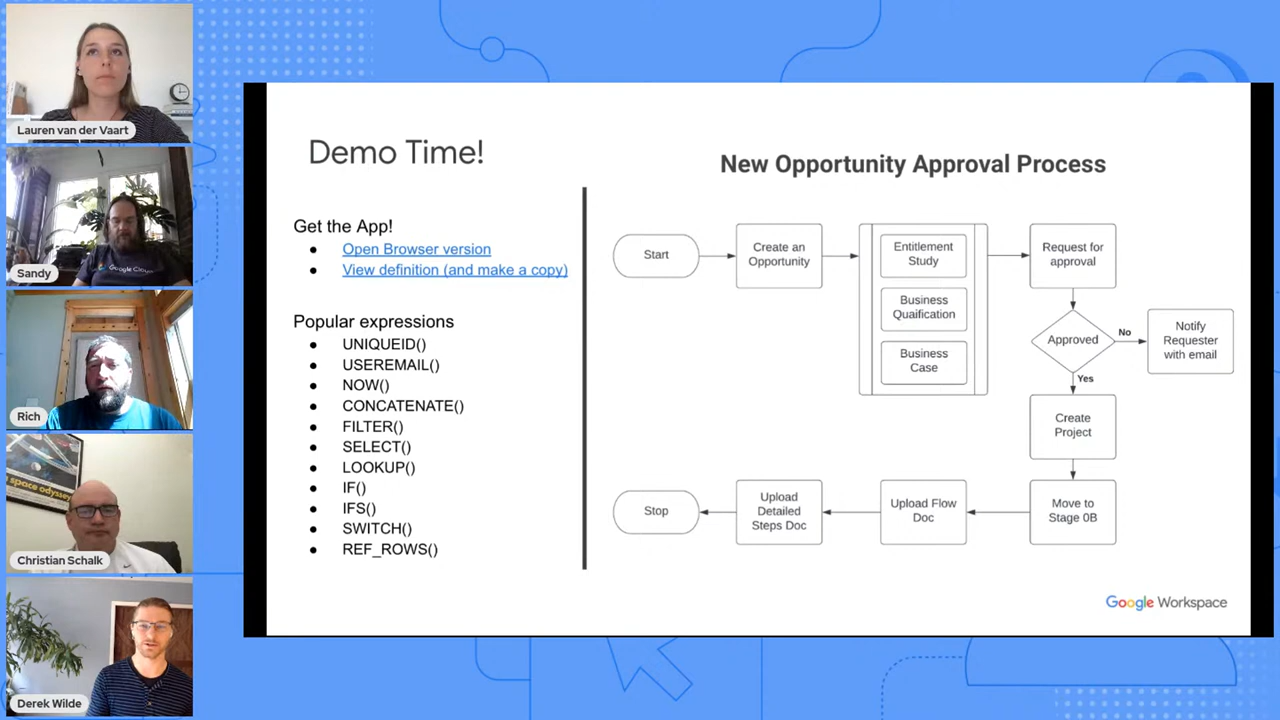 Lauren van der Vaart
Sandy
Google Cloud
Rich
space odyssey
Christian Schalk
Derek Wilde
Demo Time!
Get the App!
Open Browser version
View definition (and make a copy)
Popular expressions
UNIQUEID()
USEREMAIL()
NOW()
CONCATENATE()
FILTER()
SELECT()
LOOKUP()
IF()
IFS()
SWITCH()
REF_ROWS()
New Opportunity Approval Process
Start
Create an
Opportunity
Entitlement
Study
Business
Quaification
Business
Case
Request for
approval
Approved
No
Notify
Requester
with email
Yes
Create
Project
Move to
Stage 0B
Upload Flow
Doc
Upload
Detailed
Steps Doc
Stop
Google Workspace